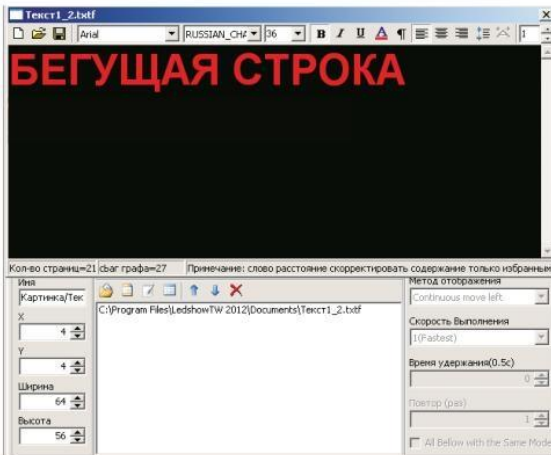 Текст1_2.txtf
Arial RUSSIAN_CHA 36 B I U A ¶ 1
БЕГУЩАЯ СТРОКА
Кол-во страниц=21 сbаг графа=27 Примечание: слово расстояние скорректировать содержание только избранным
Имя
Картинка/Тек
X
4
Y
4
Ширина
64
Высота
56
C:\Program Files\LedshowTW 2012\Documents\Текст1_2.txtf
Метод отображения
Continuous move left
Скорость Выполнения
1(Fastest)
Время удержания(0.5с)
0
Повтор (раз)
1
All Bellow with the Same Mode